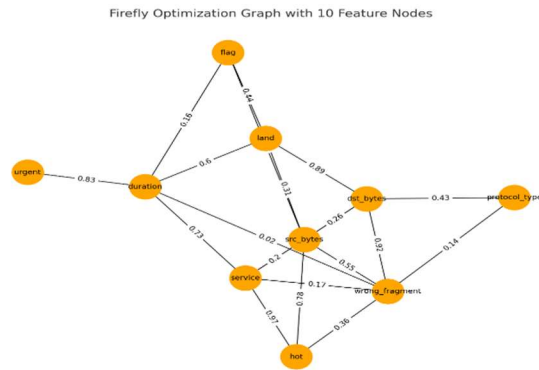 Firefly Optimization Graph with 10 Feature Nodes
flag
0.44
0.16
land
0.6
0.89
urgent
0.83
duration
0.31
dst_bytes
0.43
protocol_type
0.26
0.02
src_bytes
0.92
0.73
0.2
0.55
0.14
service
0.17
wrong_fragment
0.97
0.78
0.36
hot